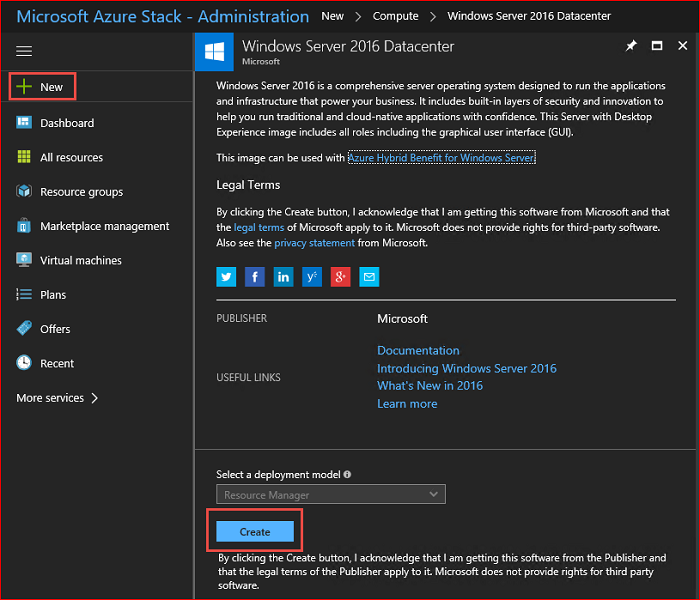 Microsoft Azure Stack - Administration New > Compute > Windows Server 2016 Datacenter
Windows Server 2016 Datacenter
Microsoft
New
Dashboard
All resources
Resource groups
Marketplace management
Virtual machines
Plans
Offers
Recent
More services >
Windows Server 2016 is a comprehensive server operating system designed to run the applications
and infrastructure that power your business. It includes built-in layers of security and innovation to
help you run traditional and cloud-native applications with confidence. This Server with Desktop
Experience image includes all roles including the graphical user interface (GUI).
This image can be used with Azure Hybrid Benefit for Windows Server.
Legal Terms
By clicking the Create button, I acknowledge that I am getting this software from Microsoft and that
the legal terms of Microsoft apply to it. Microsoft does not provide rights for third-party software.
Also see the privacy statement from Microsoft.
PUBLISHER Microsoft
USEFUL LINKS
Documentation
Introducing Windows Server 2016
What's New in 2016
Learn more
Select a deployment model
Resource Manager
Create
By clicking the Create button, I acknowledge that I am getting this software from the Publisher and
that the legal terms of the Publisher apply to it. Microsoft does not provide rights for third party
software.